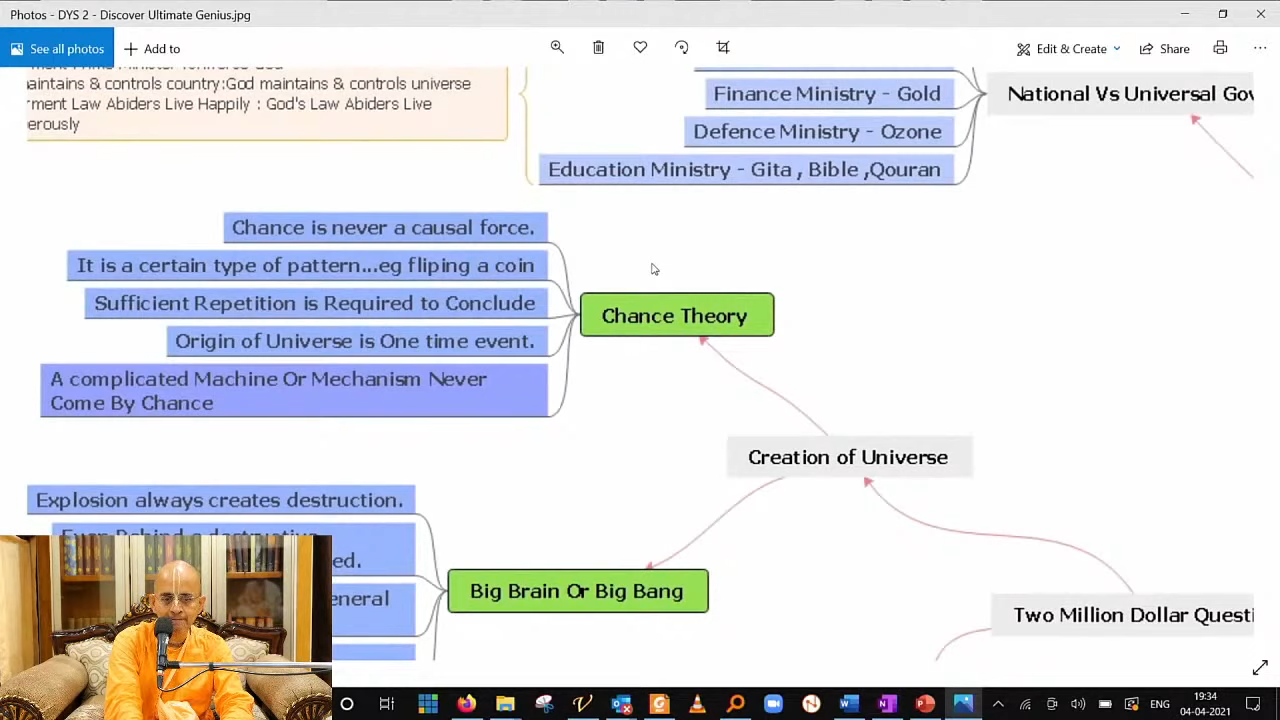 Photos - DYS 2 - Discover Ultimate Genius.jpg
See all photos
Add to
Edit & Create
Share
aintains & controls country:God maintains & controls universe
rment Law Abiders Live Happily : God's Law Abiders Live
erously
Finance Ministry - Gold
Defence Ministry - Ozone
Education Ministry - Gita , Bible ,Qouran
National Vs Universal Gov
Chance is never a causal force.
It is a certain type of pattern...eg fliping a coin
Sufficient Repetition is Required to Conclude
Origin of Universe is One time event.
A complicated Machine Or Mechanism Never
Come By Chance
Chance Theory
Creation of Universe
Explosion always creates destruction.
ed.
eneral
Big Brain Or Big Bang
Two Million Dollar Questi
ENG
19:34
04-04-2021